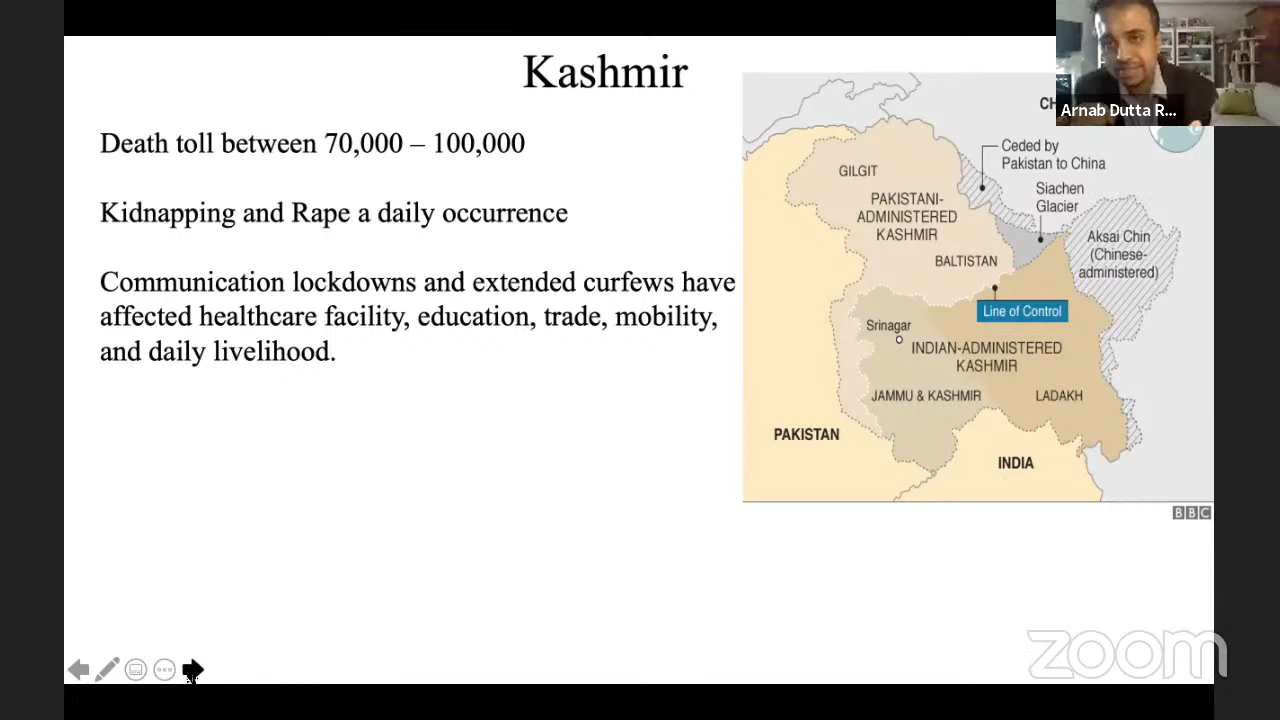 Kashmir
Death toll between 70,000 – 100,000
Kidnapping and Rape a daily occurrence
Communication lockdowns and extended curfews have
affected healthcare facility, education, trade, mobility,
and daily livelihood.
CH
Arnab Dutta R...
Ceded by
Pakistan to China
GILGIT
Siachen
Glacier
PAKISTANI-
ADMINISTERED
KASHMIR
Aksai Chin
(Chinese-
administered)
BALTISTAN
Line of Control
Srinagar
INDIAN-ADMINISTERED
KASHMIR
JAMMU & KASHMIR
LADAKH
PAKISTAN
INDIA
BBC
zoom